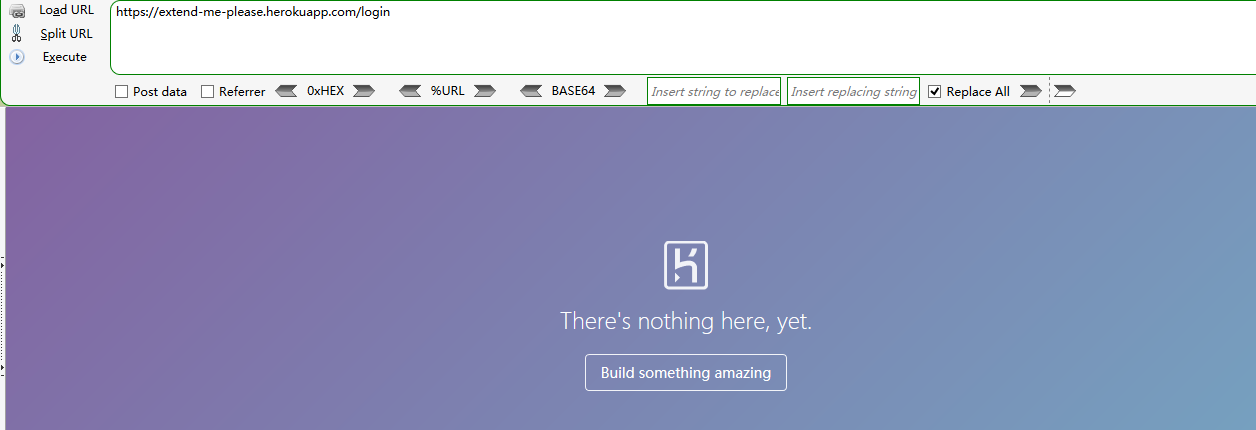 Load URL
https://extend-me-please.herokuapp.com/login
Split URL
Execute
Post data Referrer 0xHEX %URL BASE64 Insert string to replace Insert replacing string Replace All
There's nothing here, yet.
Build something amazing